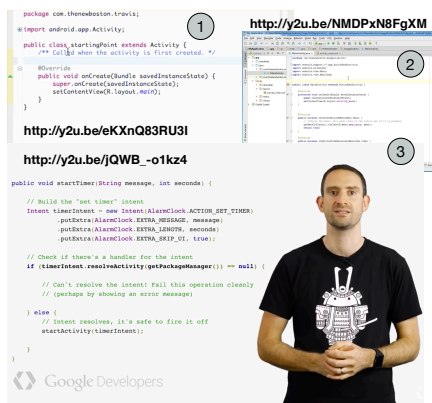 package com.thenewboston.travis;
import android.app.Activity;
public class startingPoint extends Activity {
/** Called when the activity is first created. */
@Override
public void onCreate(Bundle savedInstanceState) {
super.onCreate(savedInstanceState);
setContentView(R.layout.main);
}
}
1
http://y2u.be/eKXnQ83RU3I
http://y2u.be/NMDPxN8FgXM
2
http://y2u.be/jQWB_-o1kz4
3
public void startTimer(String message, int seconds) {
// Build the "set timer" intent
Intent timerIntent = new Intent(AlarmClock.ACTION_SET_TIMER)
.putExtra(AlarmClock.EXTRA_MESSAGE, message)
.putExtra(AlarmClock.EXTRA_LENGTH, seconds)
.putExtra(AlarmClock.EXTRA_SKIP_UI, true);
// Check if there's a handler for the intent
if (timerIntent.resolveActivity(getPackageManager()) == null) {
// Can't resolve the intent! Fail this operation cleanly
// (perhaps by showing an error message)
} else {
// Intent resolves, it's safe to fire it off
startActivity(timerIntent);
}
}
Google Developers